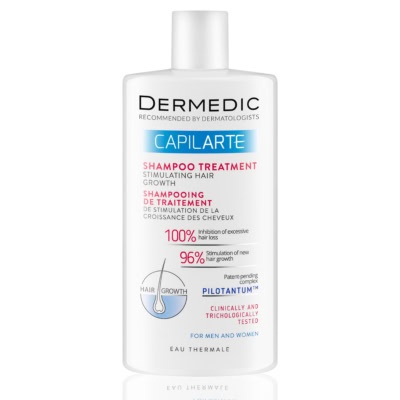 DERMEDIC
RECOMMENDED BY DERMATOLOGISTS
CAPILARTE
SHAMPOO TREATMENT
STIMULATING HAIR
GROWTH
SHAMPOOING
DE TRAITEMENT
DE STIMULATION DE LA
CROISSANCE DES CHEVEUX
100% Inhibition of excessive
hair loss
96% Stimulation of new
hair growth
Patent-pending
complex
PILOTANTUM™
HAIR GROWTH
CLINICALLY AND
TRICHOLOGICALLY
TESTED
FOR MEN AND WOMEN
EAU THERMALE